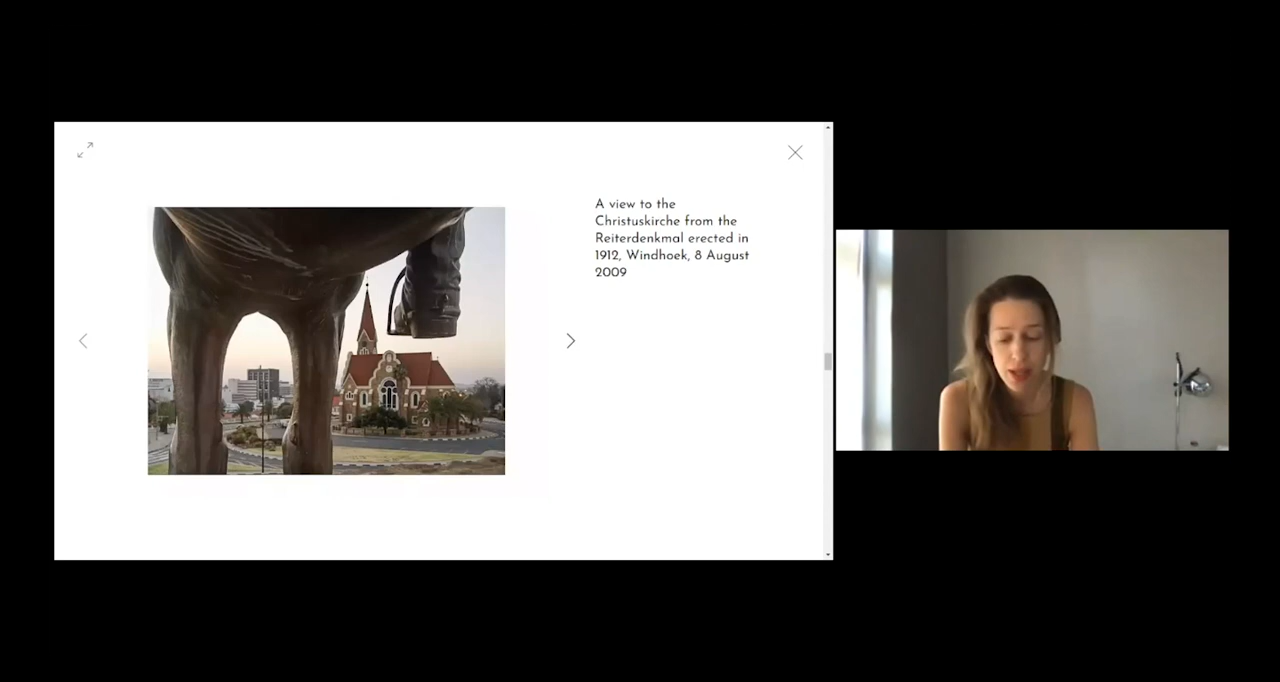 A view to the
Christuskirche from the
Reiterdenkmal erected in
1912, Windhoek, 8 August
2009